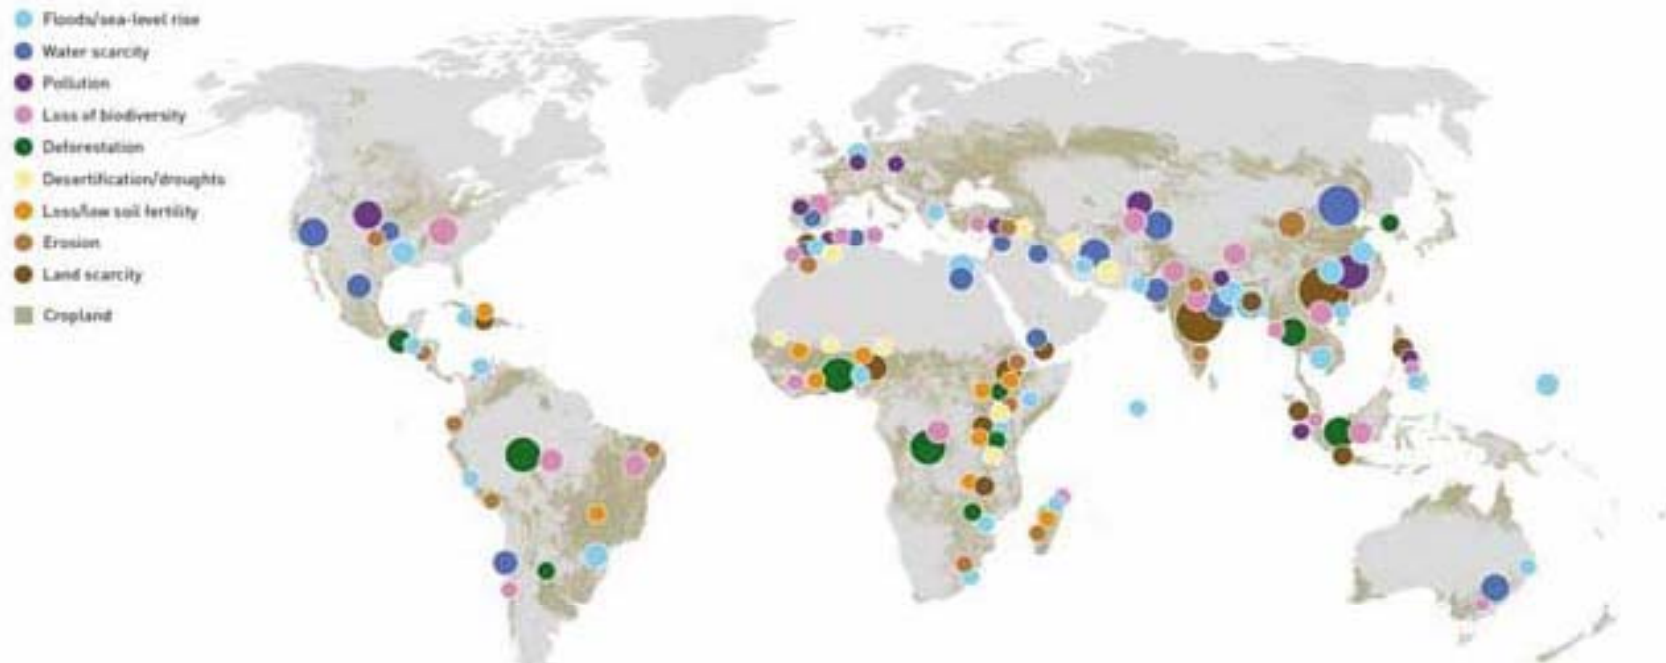 Floods/sea-level rise
Water scarcity
Pollution
Loss of biodiversity
Deforestation
Desertification/droughts
Loss/low soil fertility
Erosion
Land scarcity
Cropland